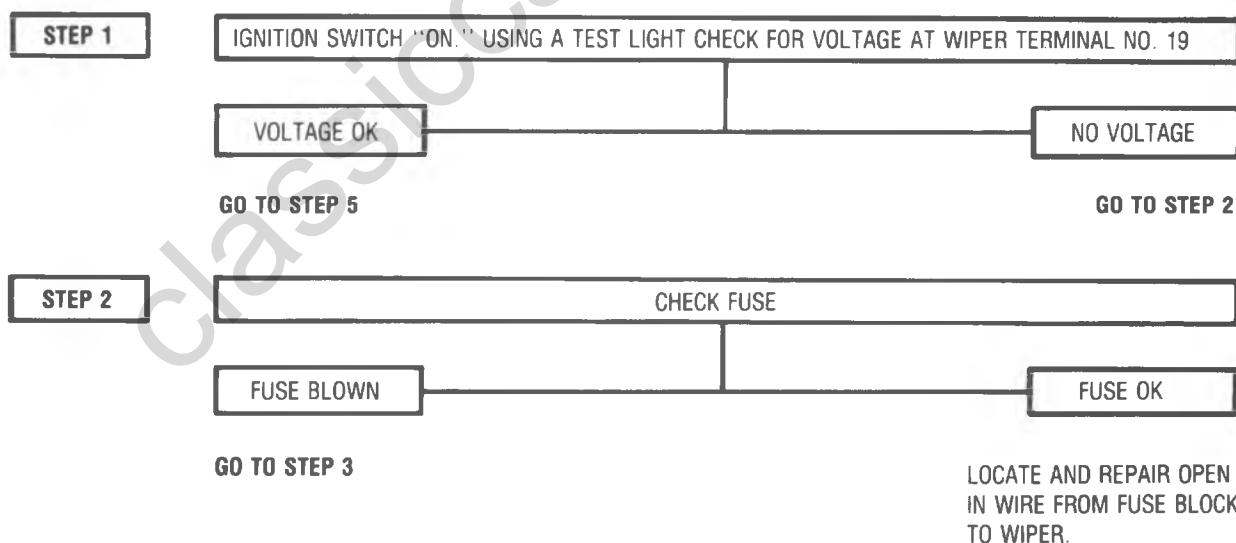 STEP 1
IGNITION SWITCH "ON." USING A TEST LIGHT CHECK FOR VOLTAGE AT WIPER TERMINAL NO. 19
VOLTAGE OK
NO VOLTAGE
GO TO STEP 5
GO TO STEP 2
STEP 2
CHECK FUSE
FUSE BLOWN
FUSE OK
GO TO STEP 3
LOCATE AND REPAIR OPEN
IN WIRE FROM FUSE BLOCK
TO WIPER.
classicc